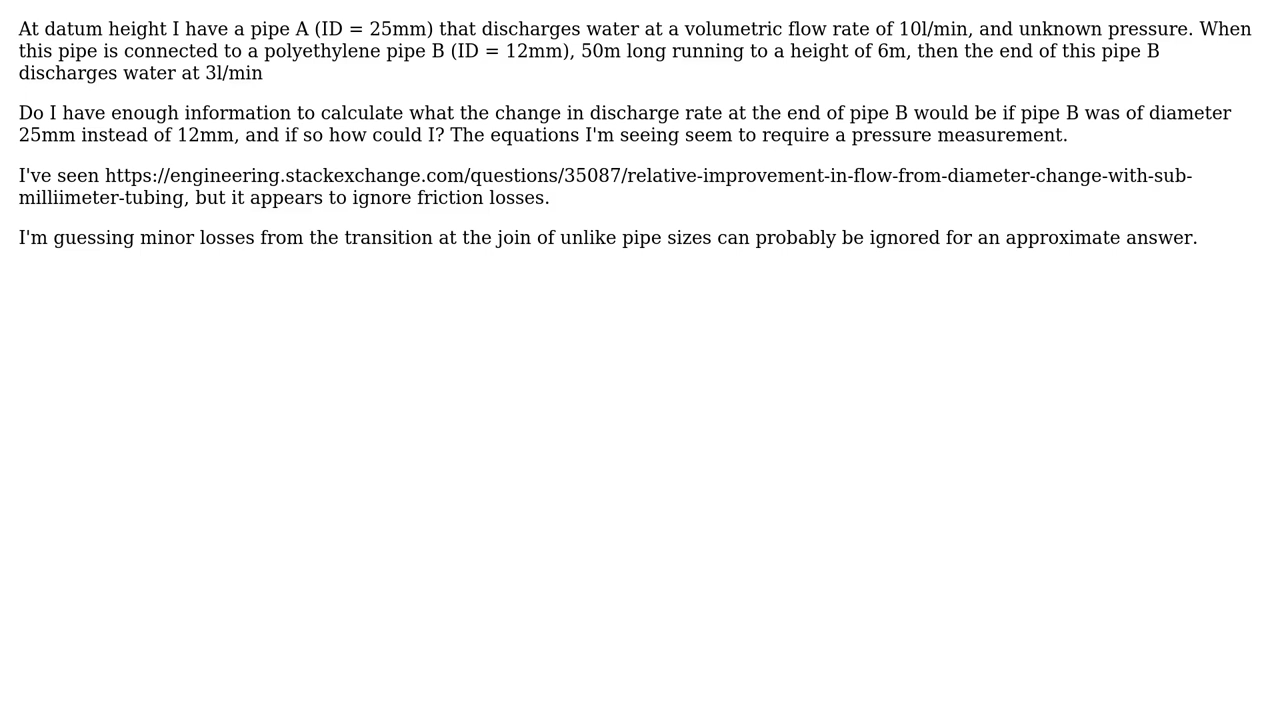 At datum height I have a pipe A (ID = 25mm) that discharges water at a volumetric flow rate of 10l/min, and unknown pressure. When
this pipe is connected to a polyethylene pipe B (ID = 12mm), 50m long running to a height of 6m, then the end of this pipe B
discharges water at 3l/min
Do I have enough information to calculate what the change in discharge rate at the end of pipe B would be if pipe B was of diameter
25mm instead of 12mm, and if so how could I? The equations I'm seeing seem to require a pressure measurement.
I've seen https://engineering.stackexchange.com/questions/35087/relative-improvement-in-flow-from-diameter-change-with-sub-
milliimeter-tubing, but it appears to ignore friction losses.
I'm guessing minor losses from the transition at the join of unlike pipe sizes can probably be ignored for an approximate answer.